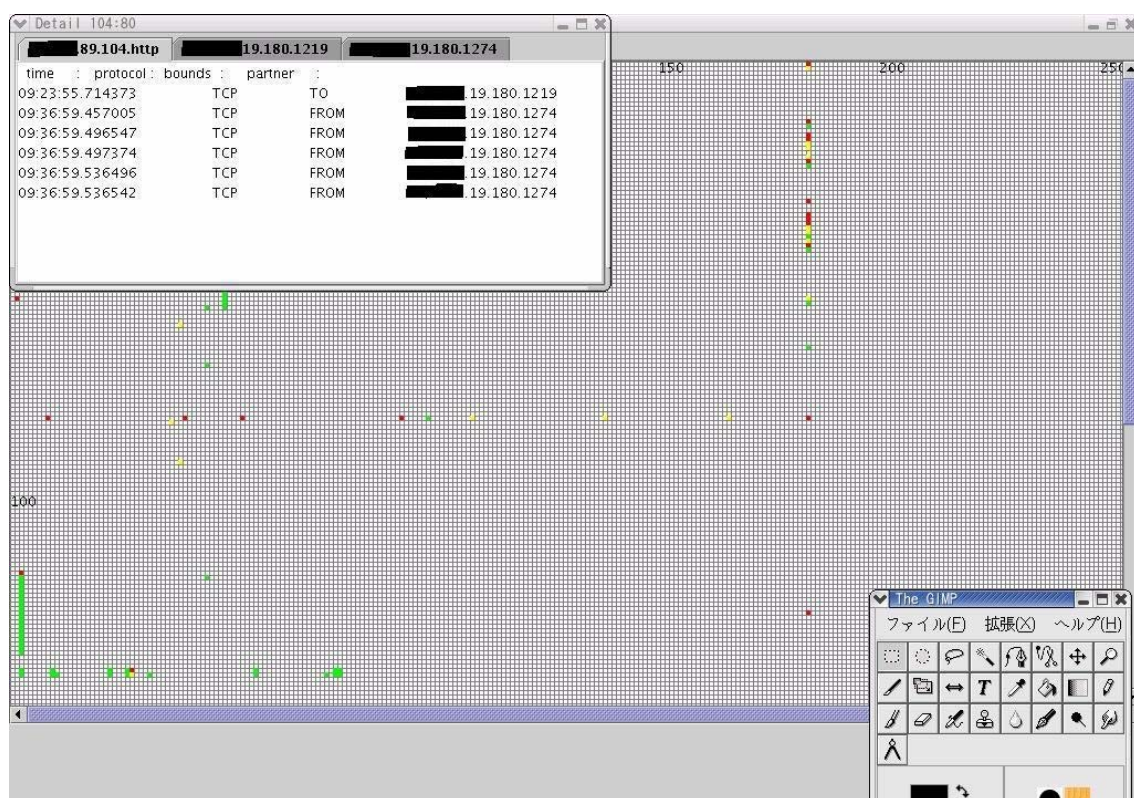 Detail 104:80
.89.104.http 19.180.1219 19.180.1274
time : protocol : bounds : partner :
09:23:55.714373 TCP TO .19.180.1219
09:36:59.457005 TCP FROM .19.180.1274
09:36:59.496547 TCP FROM .19.180.1274
09:36:59.497374 TCP FROM .19.180.1274
09:36:59.536496 TCP FROM .19.180.1274
09:36:59.536542 TCP FROM .19.180.1274
150 200 250
100
The GIMP
ファイル(F) 拡張(X) ヘルプ(H)